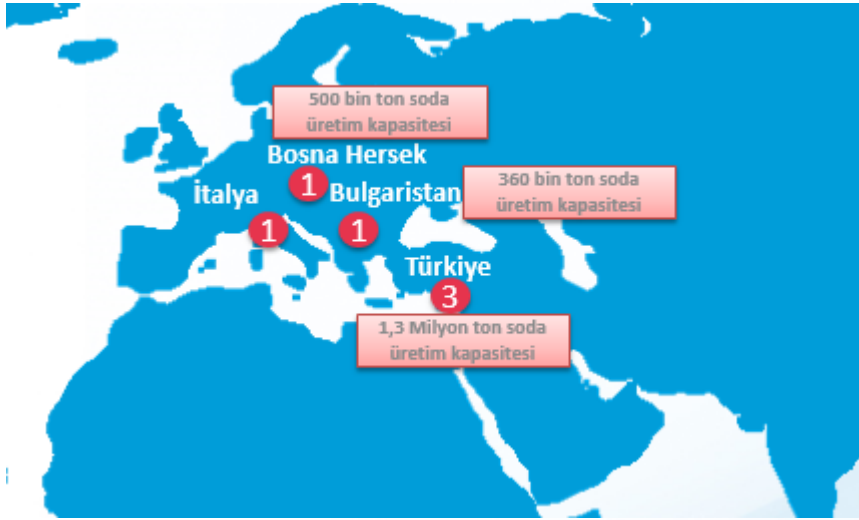 500 bin ton soda
üretim kapasitesi
Bosna Hersek
1
İtalya
1
Bulgaristan
1
360 bin ton soda
üretim kapasitesi
Türkiye
3
1,3 Milyon ton soda
üretim kapasitesi